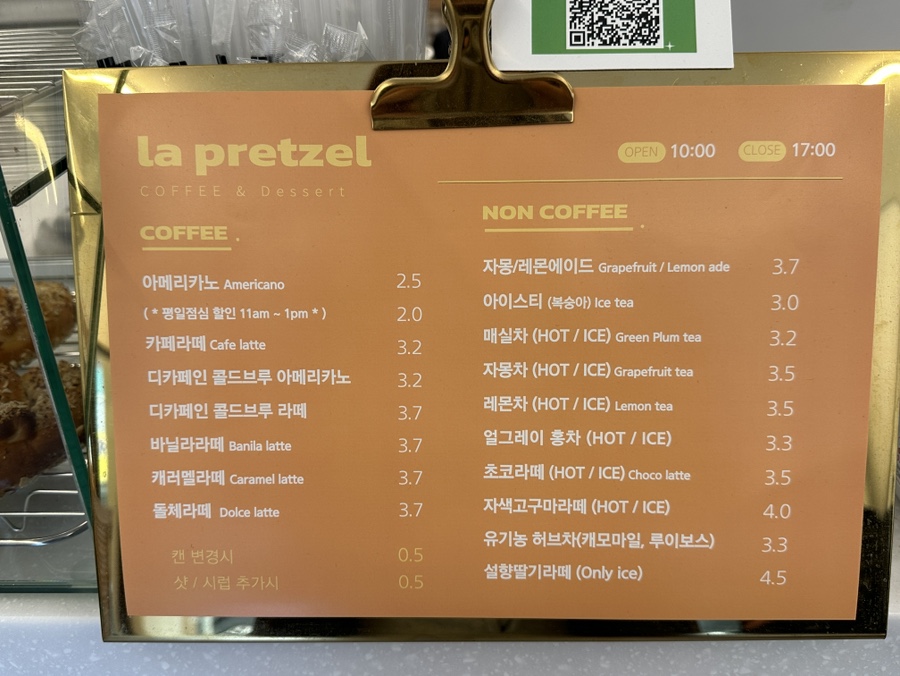 la pretzel
COFFEE & Dessert
OPEN 10:00 CLOSE 17:00
COFFEE.
아메리카노 Americano 2.5
( * 평일점심 할인 11am ~ 1pm * ) 2.0
카페라떼 Cafe latte 3.2
디카페인 콜드브루 아메리카노 3.2
디카페인 콜드브루 라떼 3.7
바닐라라떼 Banila latte 3.7
캐러멜라떼 Caramel latte 3.7
돌체라떼 Dolce latte 3.7
캔 변경시 0.5
샷 / 시럽 추가시 0.5
NON COFFEE.
자몽/레몬에이드 Grapefruit / Lemon ade 3.7
아이스티 (복숭아) Ice tea 3.0
매실차 (HOT / ICE) Green Plum tea 3.2
자몽차 (HOT / ICE) Grapefruit tea 3.5
레몬차 (HOT / ICE) Lemon tea 3.5
얼그레이 홍차 (HOT / ICE) 3.3
초코라떼 (HOT / ICE) Choco latte 3.5
자색고구마라떼 (HOT / ICE) 4.0
유기농 허브차(캐모마일, 루이보스) 3.3
설향딸기라떼 (Only ice) 4.5